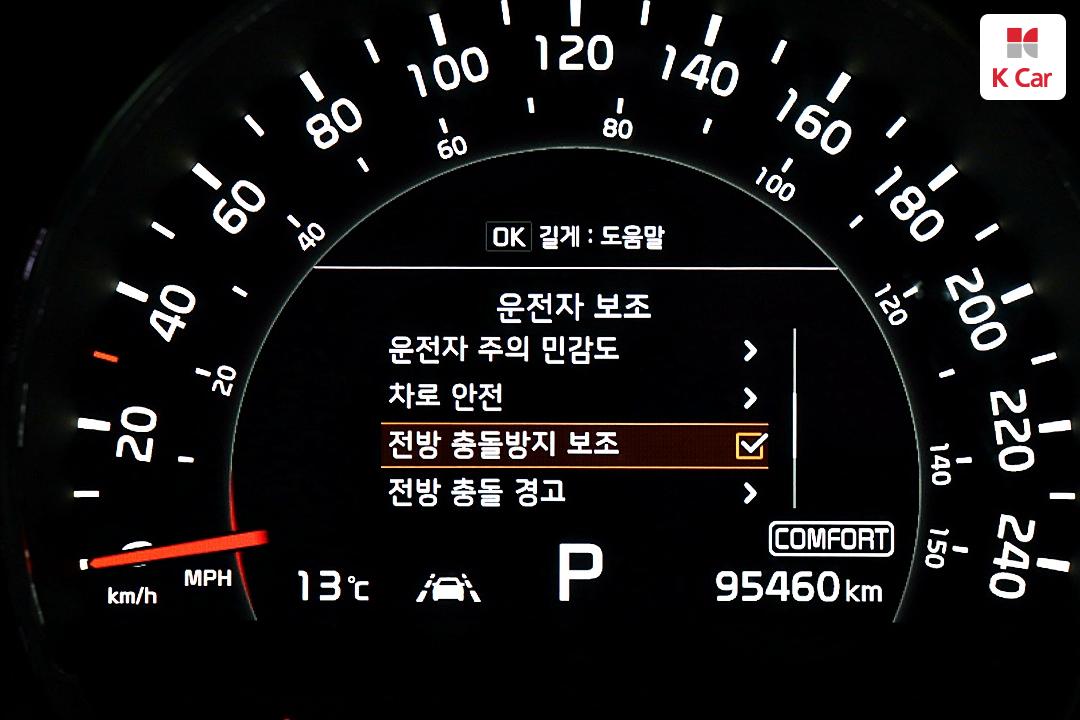 K Car
20
40
60
80
100
120
140
160
180
200
220
240
20
40
60
80
100
120
140
150
OK 길게 : 도움말
운전자 보조
운전자 주의 민감도
차로 안전
전방 충돌방지 보조
전방 충돌 경고
COMFORT
km/h
MPH
13℃
P
95460 km